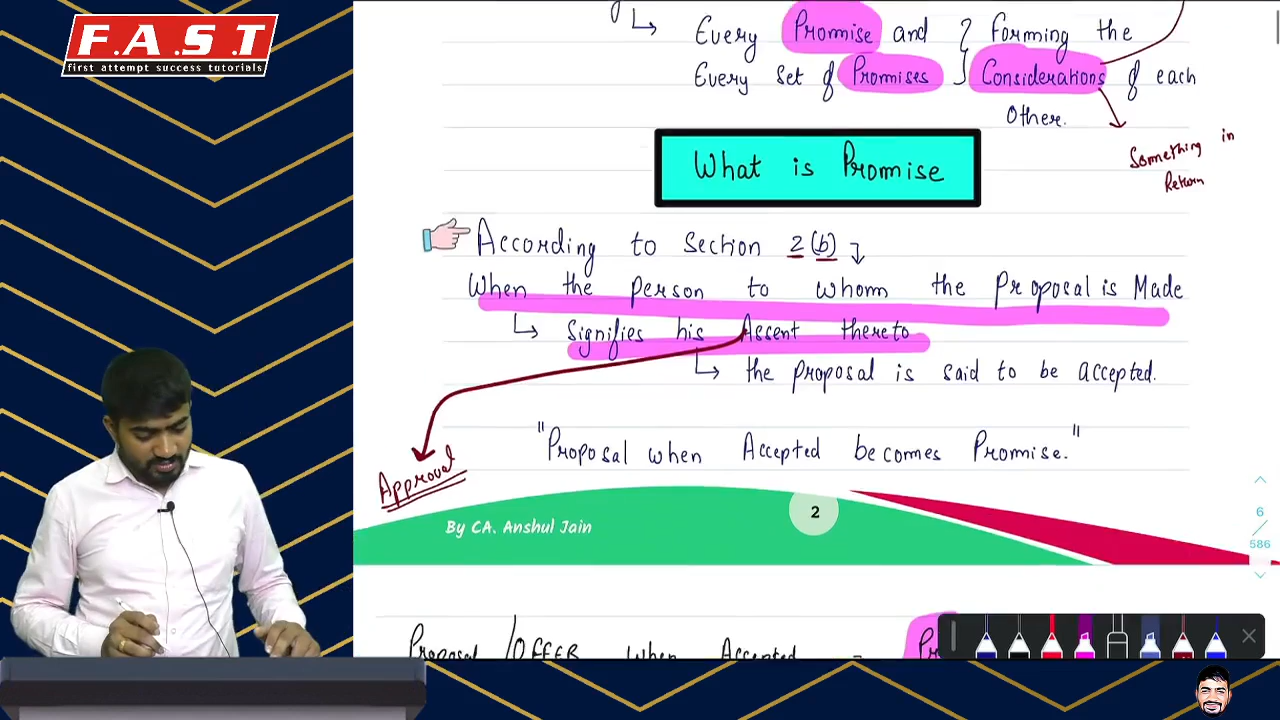 F.A.S.T
first attempt success tutorials
Every Promise and } Forming the
Every set of Promises } Considerations of each
Other.
Something in
Return
What is Promise
According to Section 2(b)
When the person to whom the Proposal is Made
Signifies his Assent thereto
the proposal is said to be accepted.
"Proposal when Accepted becomes Promise."
Approval
By CA. Anshul Jain
2
6
/
586
Proposal /OFFER When Accepted =